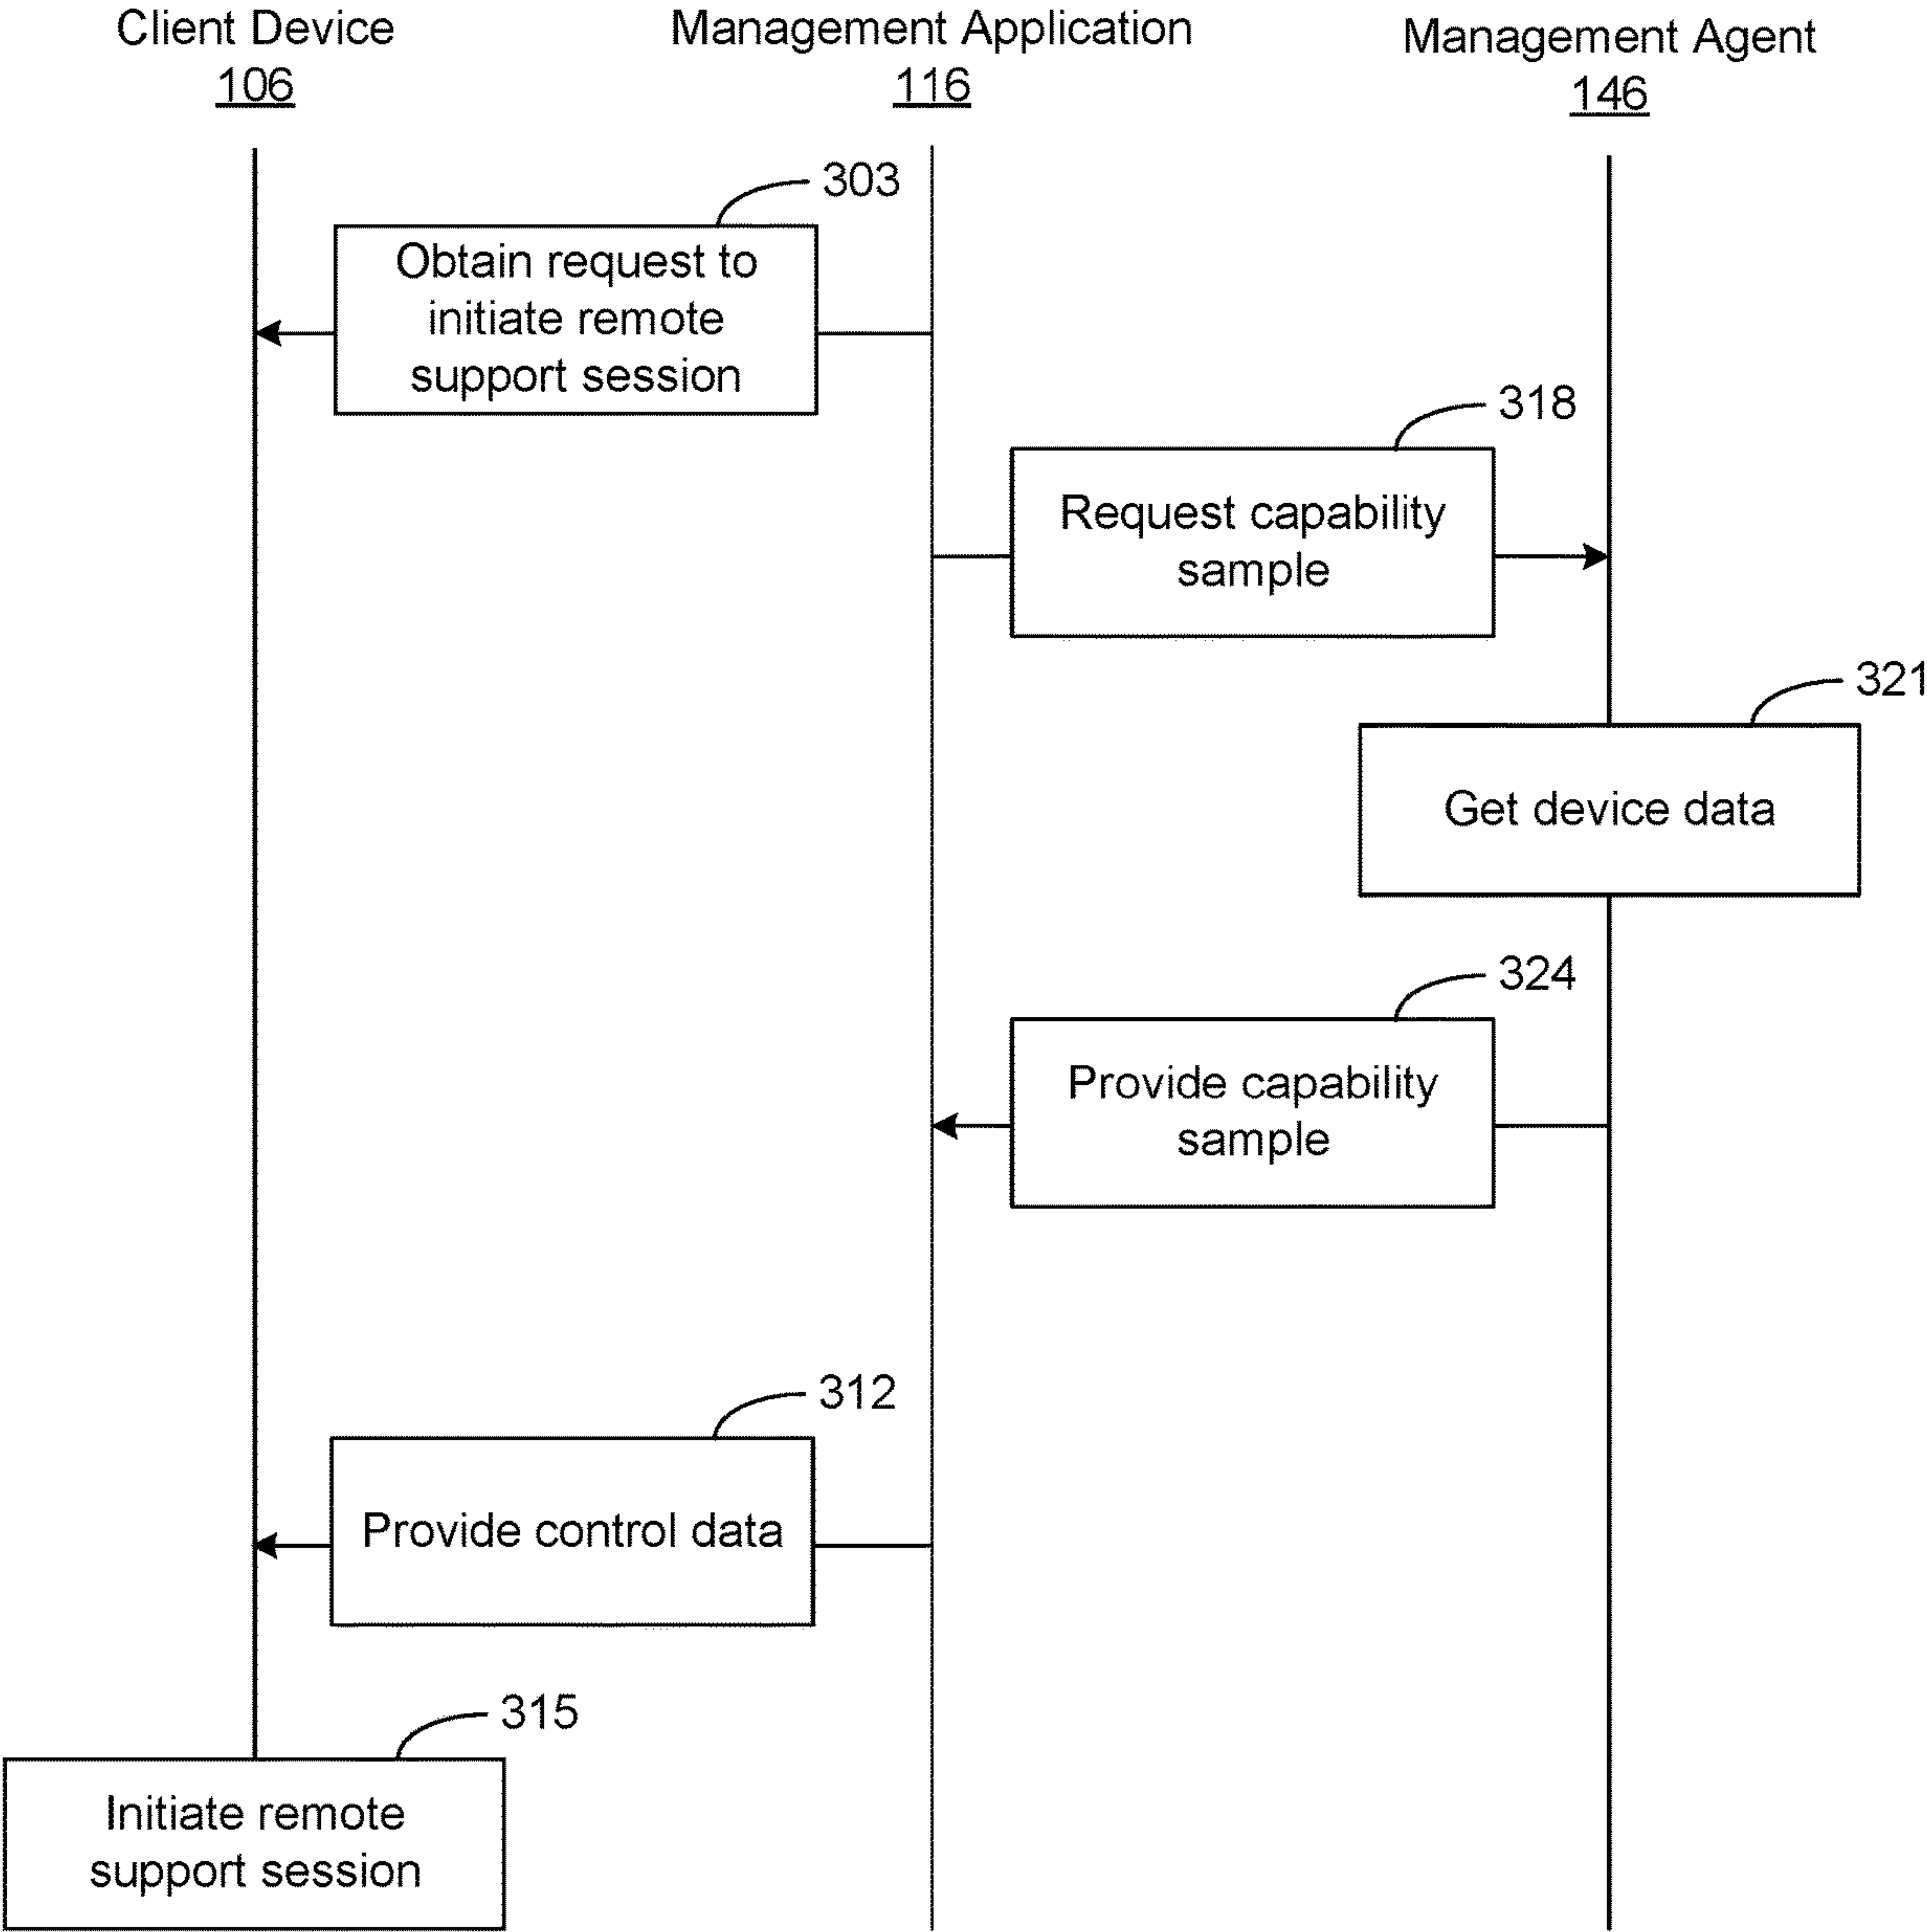 Client Device
106
Management Application
116
Management Agent
146
303
Obtain request to
initiate remote
support session
318
Request capability
sample
321
Get device data
324
Provide capability
sample
312
Provide control data
315
Initiate remote
support session